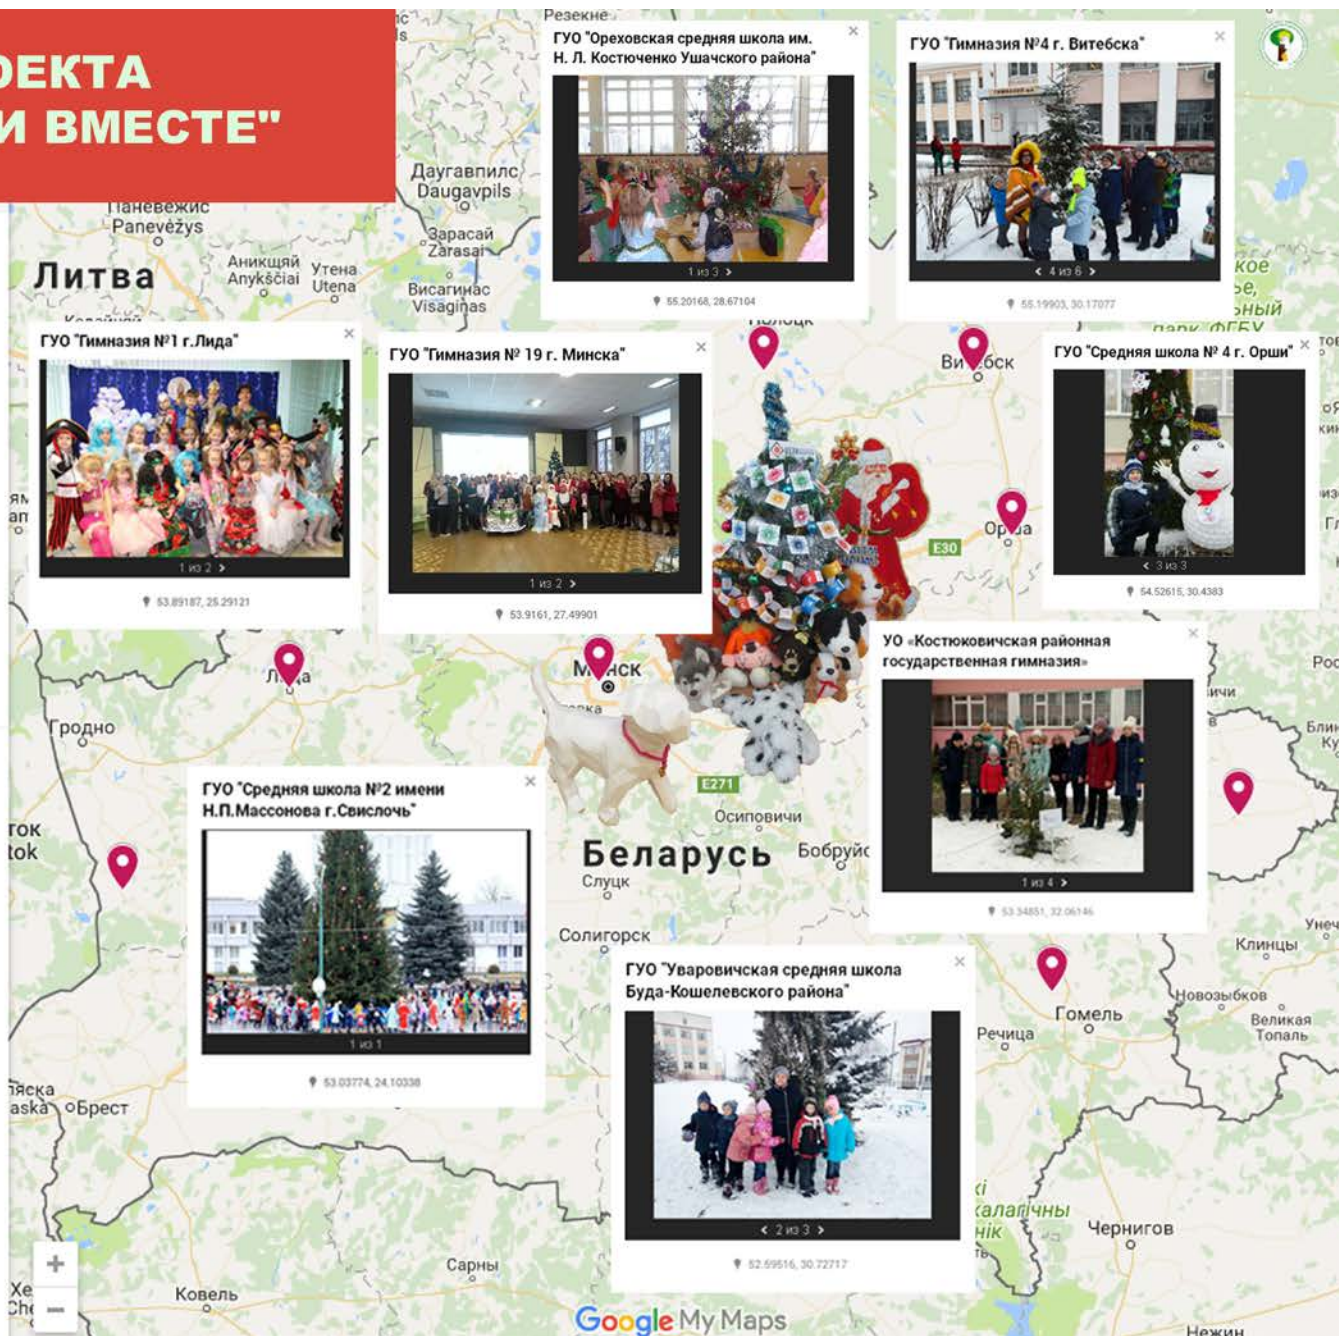 ОЕКТА
И ВМЕСТЕ"
Резекне
ГУО "Ореховская средняя школа им.
Н. Л. Костюченко Ушачского района"
1 из 3
55.20168, 28.67104
ГУО "Гимназия №4 г. Витебска"
4 из 6
55.19903, 30.17077
Даугавпилс
Daugavpils
Паневежис
Panevėžys
Зарасай
Zarasai
Литва
Аникщяй
Anykščiai
Утена
Utena
Висагинас
Visaginas
ГУО "Гимназия №1 г.Лида"
1 из 2
53.89187, 25.29121
ГУО "Гимназия № 19 г. Минска"
1 из 2
53.9161, 27.49901
Полоцк
ГУО "Средняя школа № 4 г. Орши"
3 из 3
54.52615, 30.4383
E30
УО «Костюковичская районная
государственная гимназия»
1 из 4
53.34851, 32.06146
Гродно
E271
Осиповичи
Беларусь
Бобруйс
Слуцк
Солигорск
ГУО "Средняя школа №2 имени
Н.П.Массонова г.Свислочь"
1 из 1
53.03774, 24.10338
ГУО "Уваровичская средняя школа
Буда-Кошелевского района"
2 из 3
52.59516, 30.72717
Клинцы
Новозыбков
Гомель
Речица
Великая
Топаль
Брест
Чернигов
Сарны
Ковель
Нежин
Google My Maps